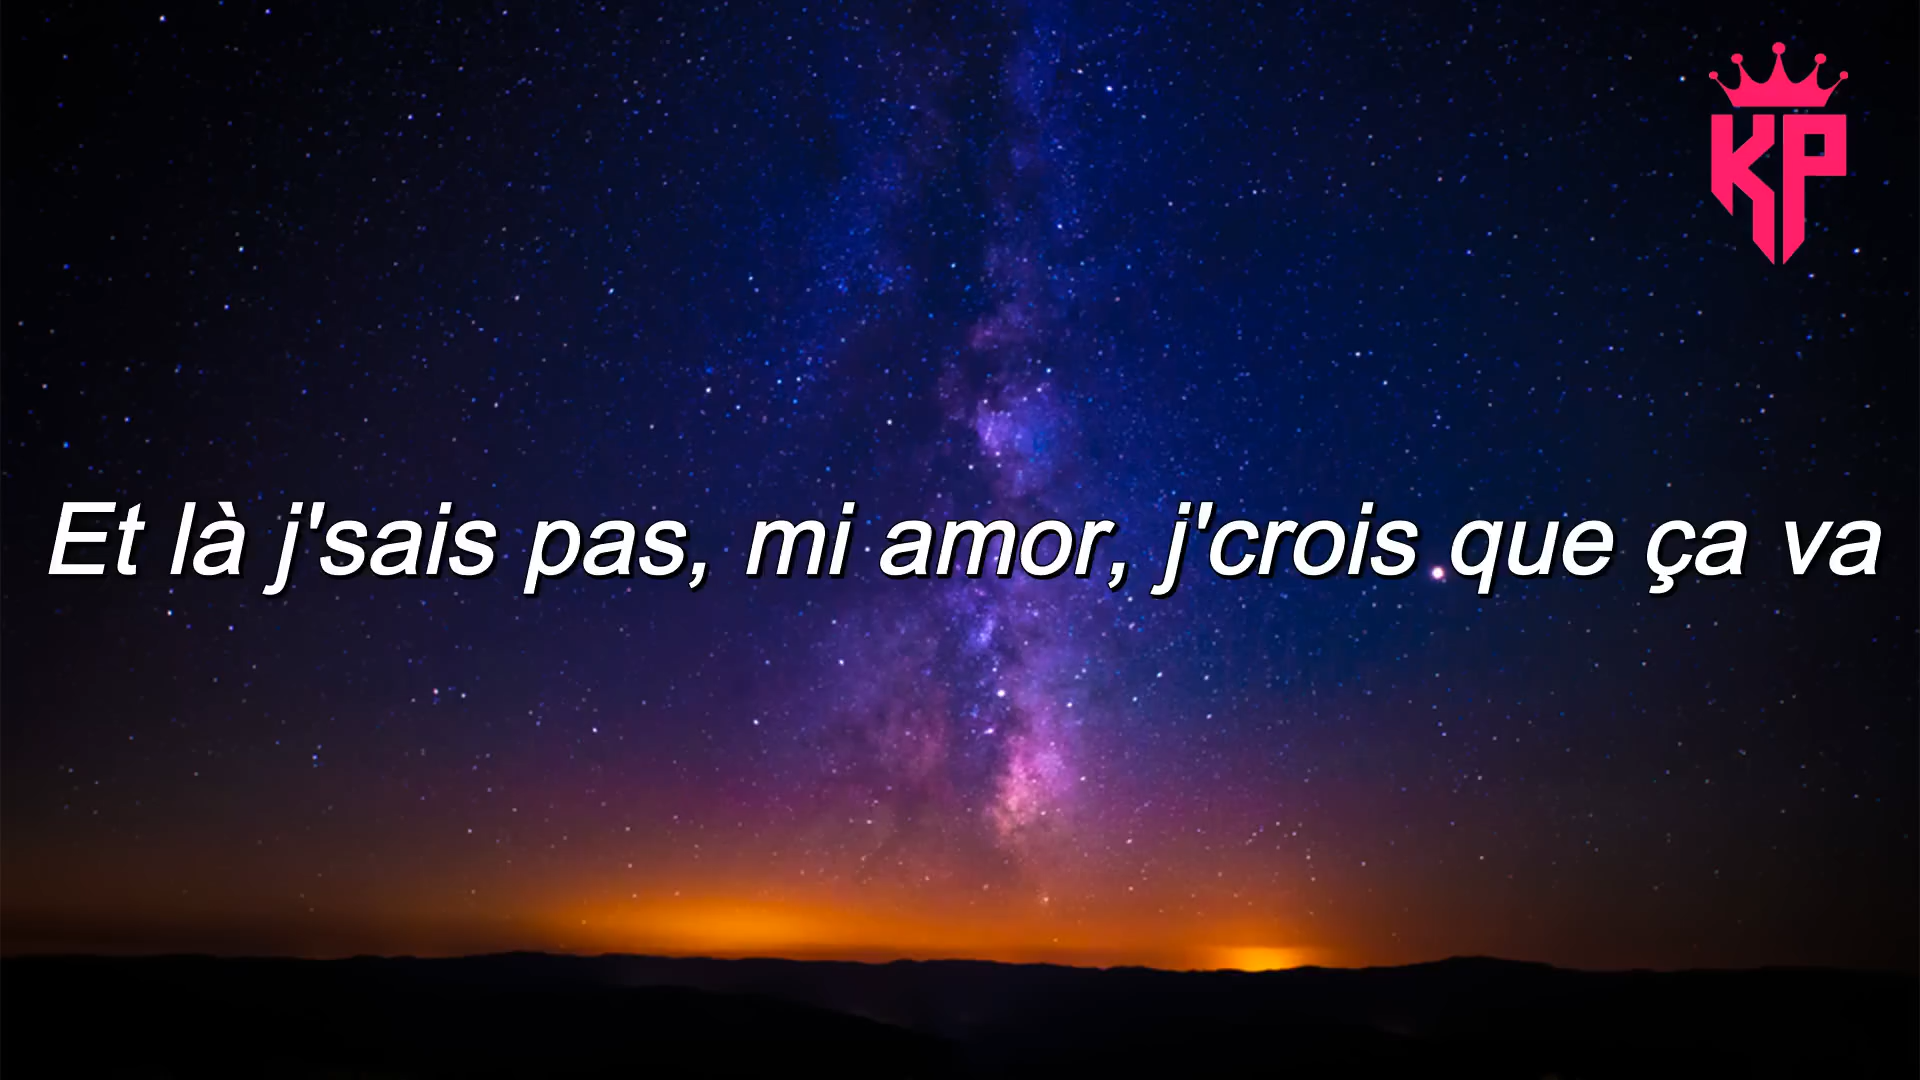 KP
Et là j'sais pas, mi amor, j'crois que ça va